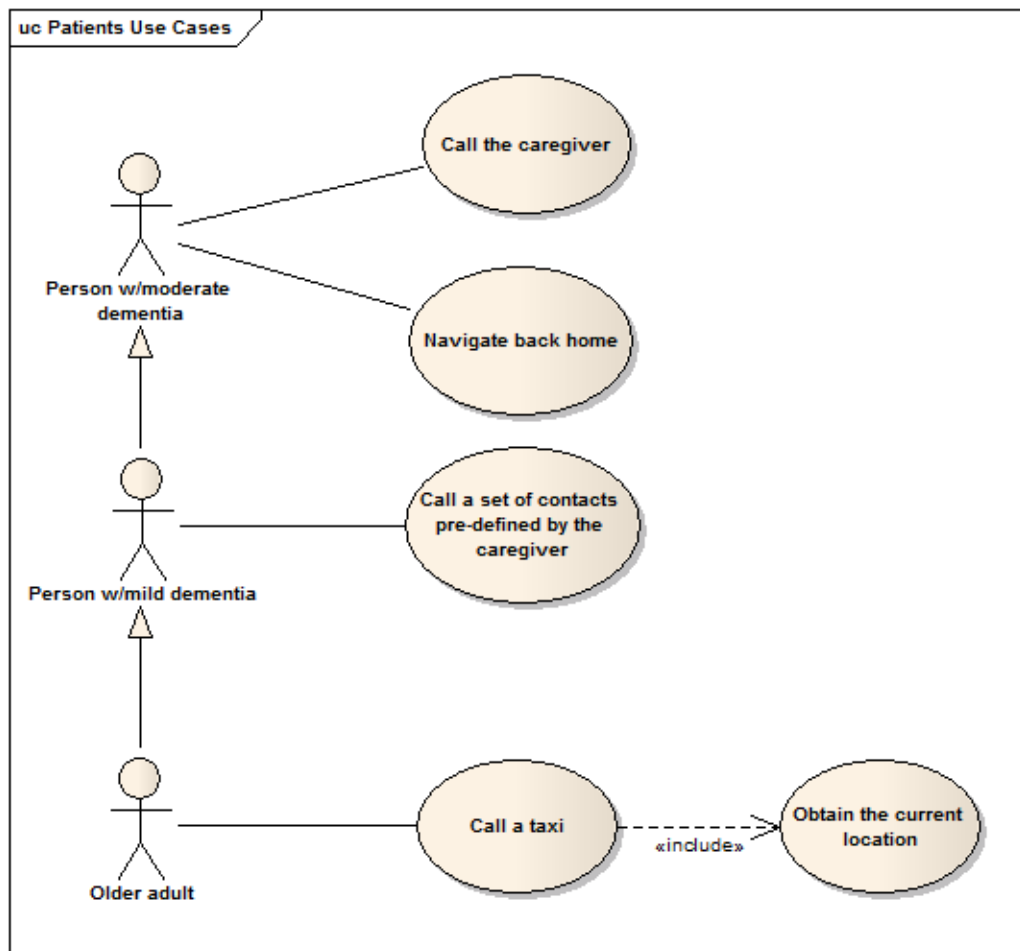 uc Patients Use Cases
Call the caregiver
Person w/moderate
dementia
Navigate back home
Call a set of contacts
pre-defined by the
caregiver
Person w/mild dementia
Call a taxi
«include»
Obtain the current
location
Older adult